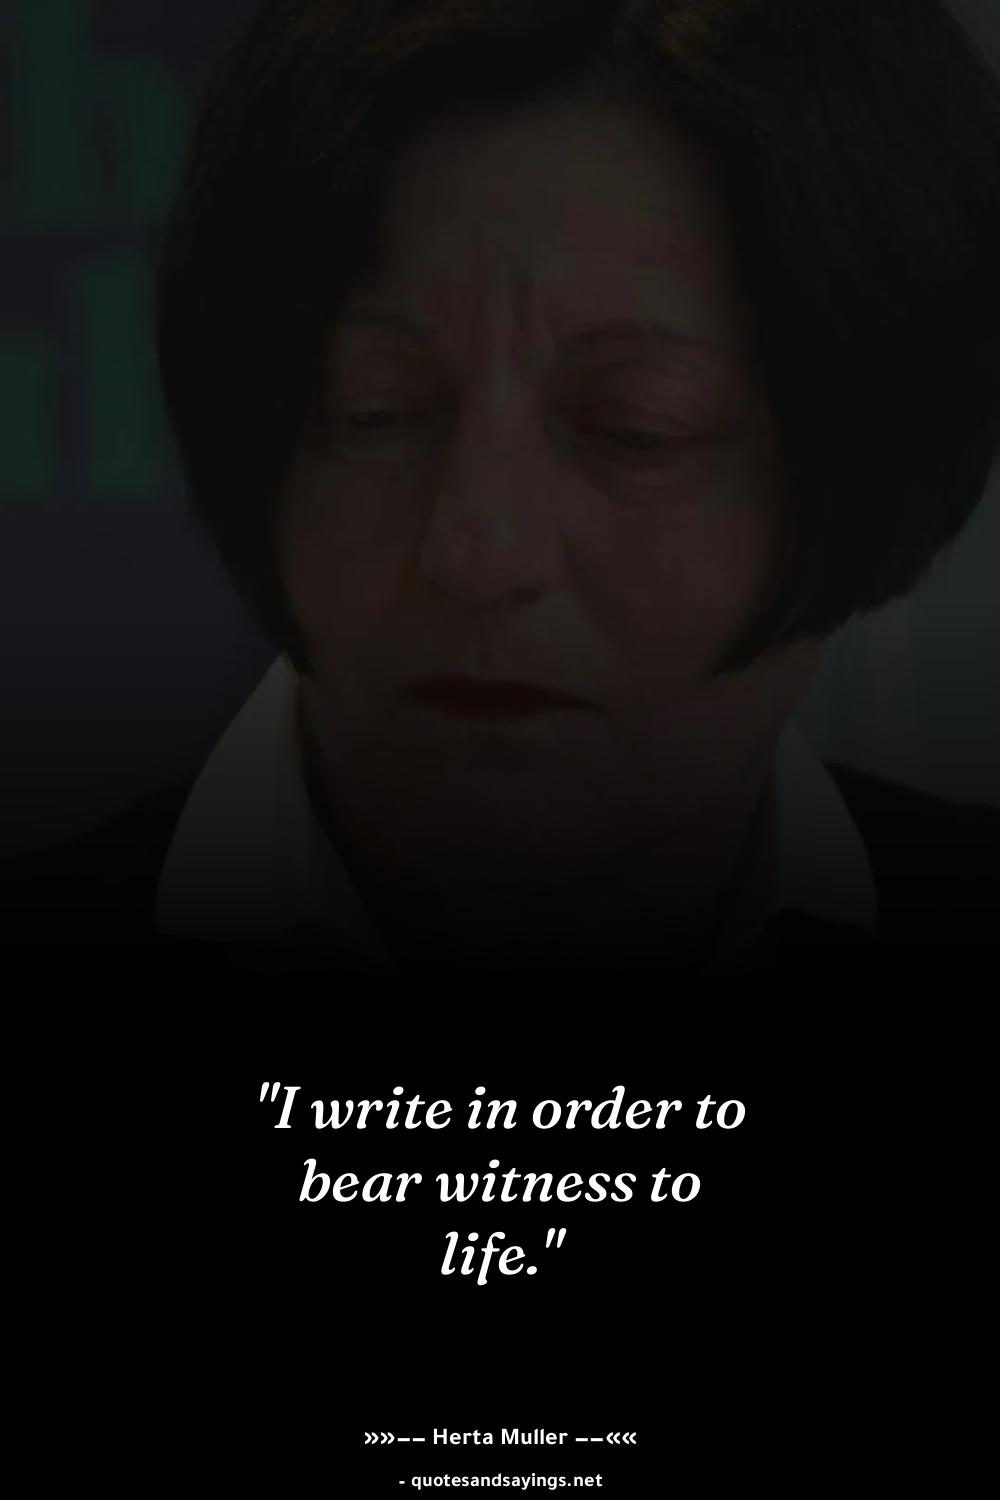 "I write in order to
bear witness to
life."
»»−− Herta Muller −−««
- quotesandsayings.net